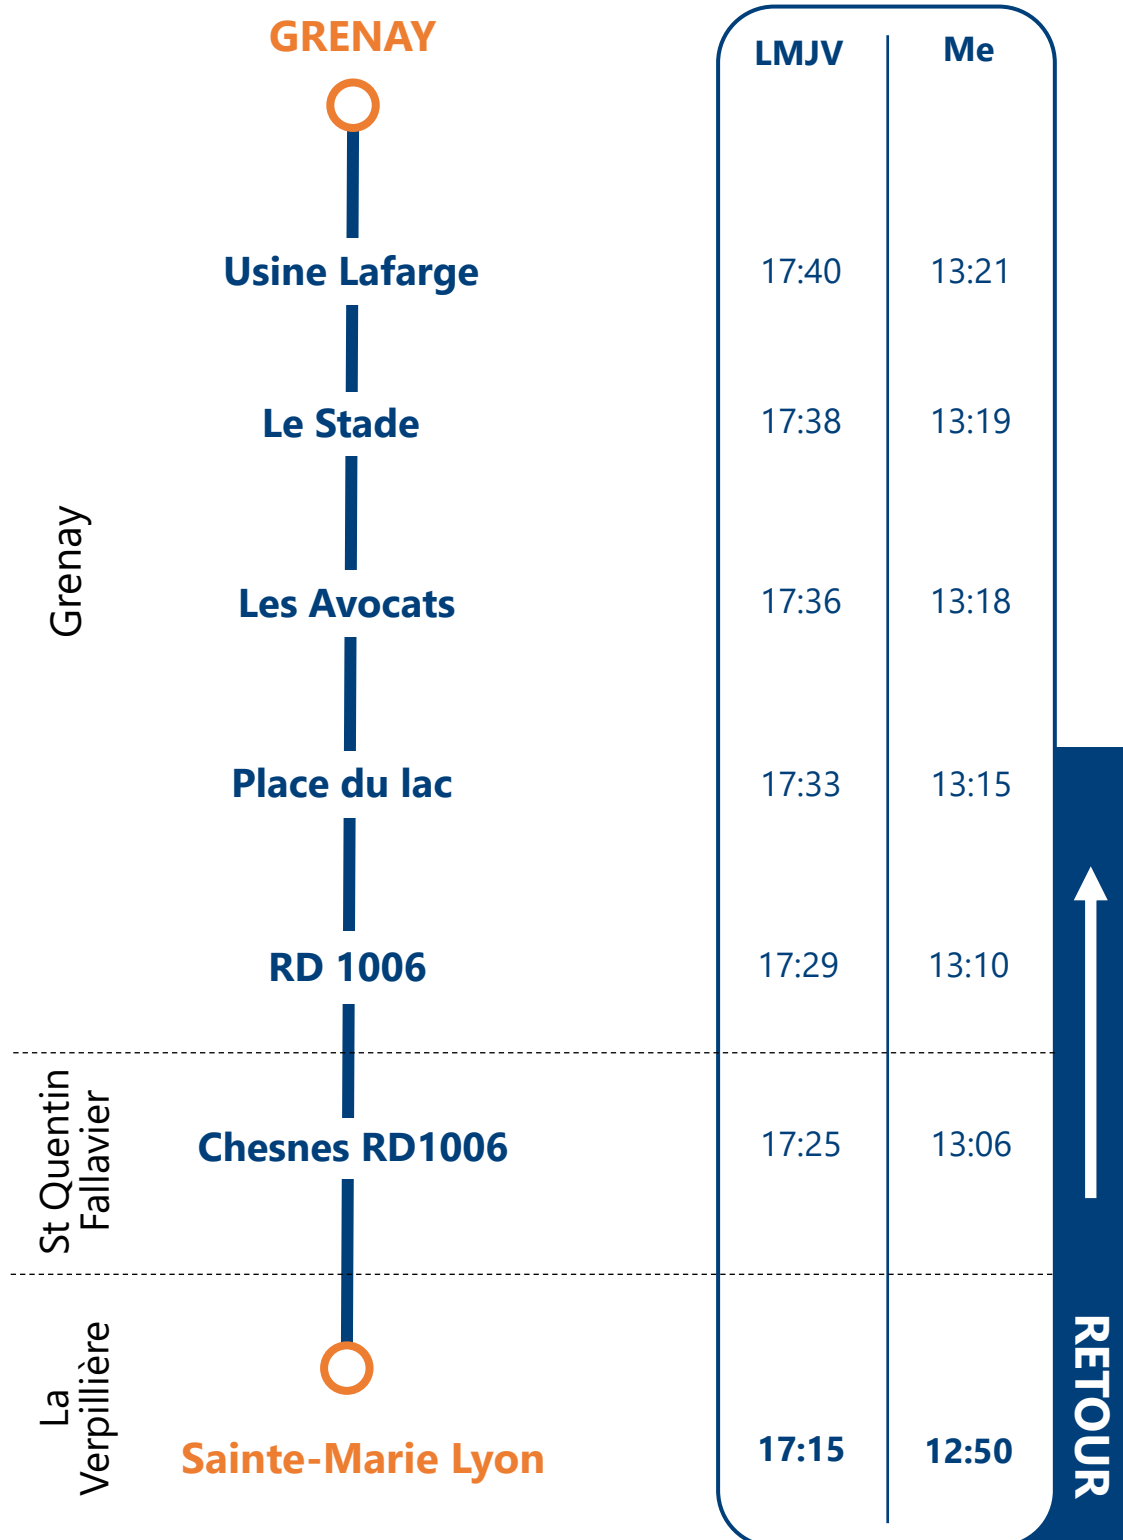 GRENAY
LMJV Me
Usine Lafarge 17:40 13:21
Le Stade 17:38 13:19
Grenay
Les Avocats 17:36 13:18
Place du lac 17:33 13:15
RD 1006 17:29 13:10
St Quentin
Fallavier
Chesnes RD1006 17:25 13:06
La
Verpillière
Sainte-Marie Lyon 17:15 12:50
RETOUR